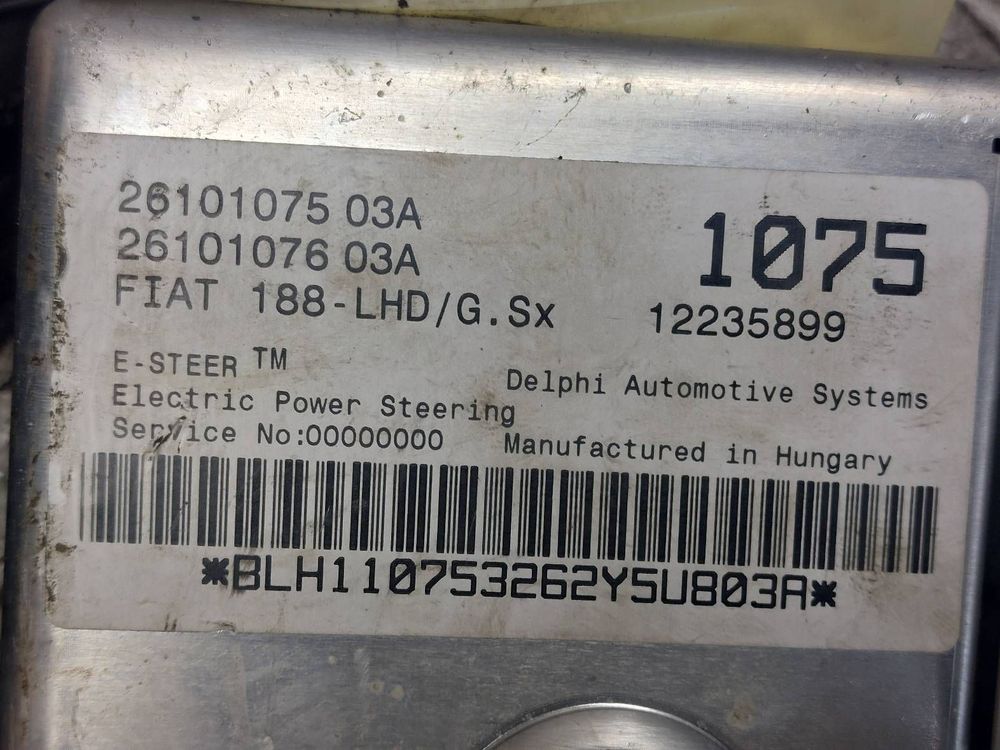 26101075 03A
26101076 03A
FIAT 188-LHD/G.Sx
1075
12235899
E-STEER TM
Electric Power Steering
Service No:00000000
Delphi Automotive Systems
Manufactured in Hungary
*BLH110753262Y5U803A*